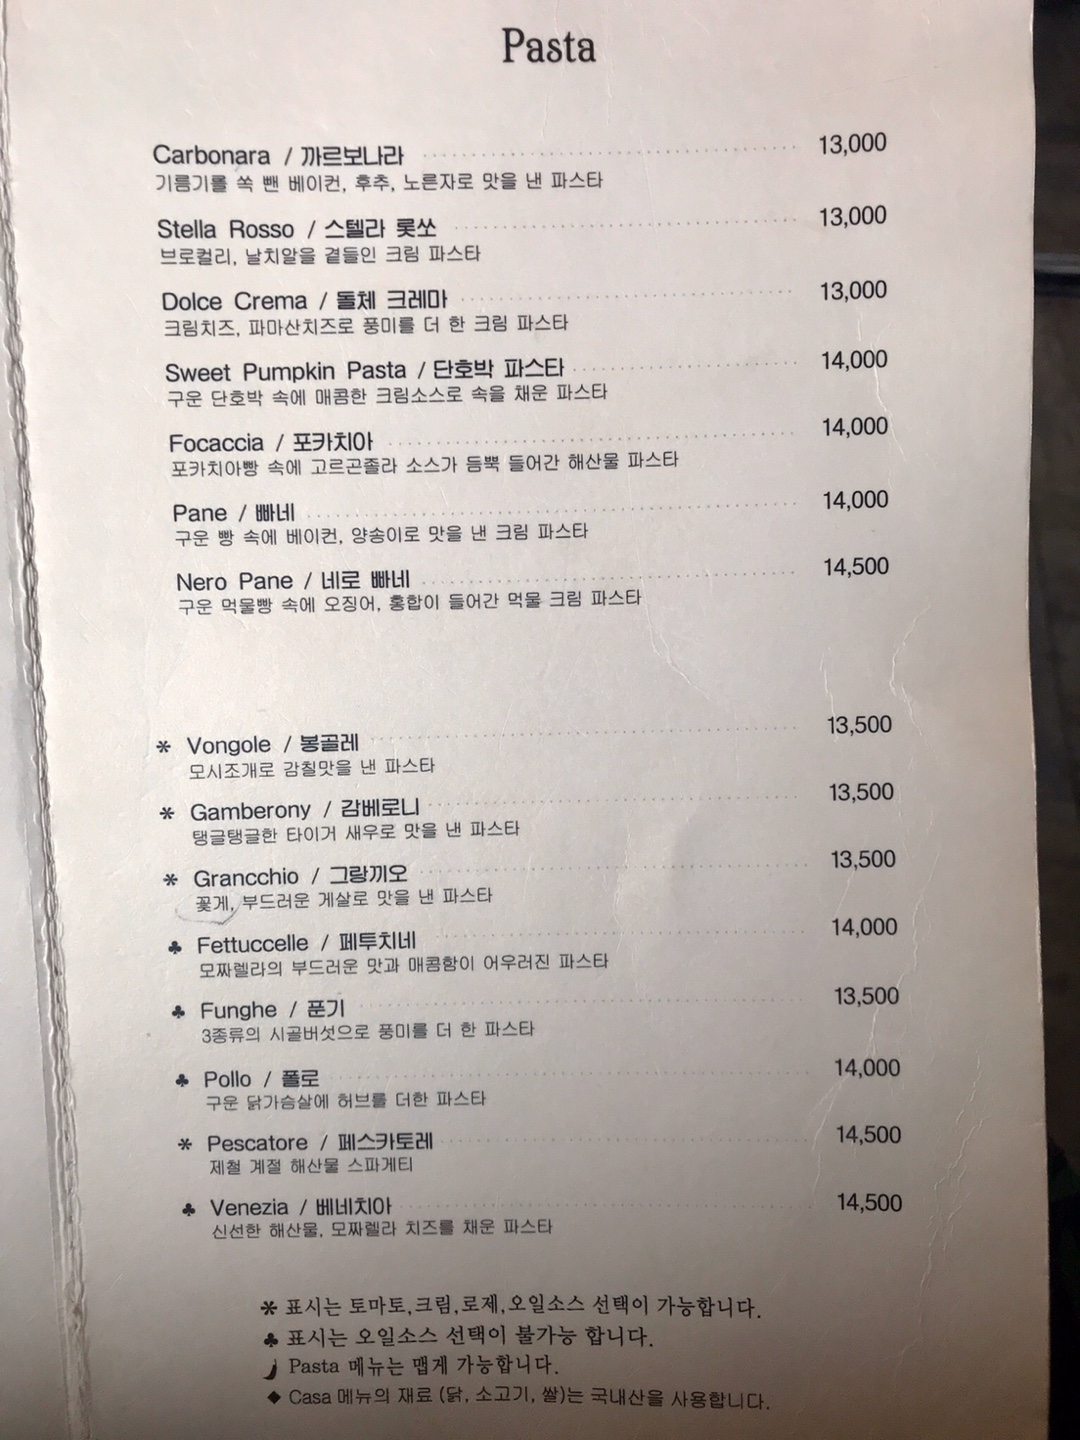 Pasta
Carbonara / 까르보나라 13,000
기름기를 쏙 뺀 베이컨, 후추, 노른자로 맛을 낸 파스타
Stella Rosso / 스텔라 롯쏘 13,000
브로컬리, 날치알을 곁들인 크림 파스타
Dolce Crema / 돌체 크레마 13,000
크림치즈, 파마산치즈로 풍미를 더 한 크림 파스타
Sweet Pumpkin Pasta / 단호박 파스타 14,000
구운 단호박 속에 매콤한 크림소스로 속을 채운 파스타
Focaccia / 포카치아 14,000
포카치아빵 속에 고르곤졸라 소스가 듬뿍 들어간 해산물 파스타
Pane / 빠네 14,000
구운 빵 속에 베이컨, 양송이로 맛을 낸 크림 파스타
Nero Pane / 네로 빠네 14,500
구운 먹물빵 속에 오징어, 홍합이 들어간 먹물 크림 파스타
✻ Vongole / 봉골레 13,500
모시조개로 감칠맛을 낸 파스타
✻ Gamberony / 감베로니 13,500
탱글탱글한 타이거 새우로 맛을 낸 파스타
✻ Grancchio / 그랑끼오 13,500
꽃게, 부드러운 게살로 맛을 낸 파스타
♣ Fettuccelle / 페투치네 14,000
모짜렐라의 부드러운 맛과 매콤함이 어우러진 파스타
♣ Funghe / 푼기 13,500
3종류의 시골버섯으로 풍미를 더 한 파스타
♣ Pollo / 폴로 14,000
구운 닭가슴살에 허브를 더한 파스타
✻ Pescatore / 페스카토레 14,500
제철 계절 해산물 스파게티
♣ Venezia / 베네치아 14,500
신선한 해산물, 모짜렐라 치즈를 채운 파스타
✻ 표시는 토마토,크림,로제,오일소스 선택이 가능합니다.
♣ 표시는 오일소스 선택이 불가능 합니다.
Pasta 메뉴는 맵게 가능합니다.
◆ Casa 메뉴의 재료 (닭, 소고기, 쌀)는 국내산을 사용합니다.